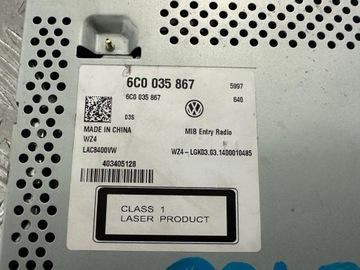 6C0 035 867
5997
6C0 035 867
640
03S
MADE IN CHINA
WZ4
MIB Entry Radio
LAC8400VW
WZ4-LGK03.03.1400010485
403405128
CLASS 1
LASER PRODUCT